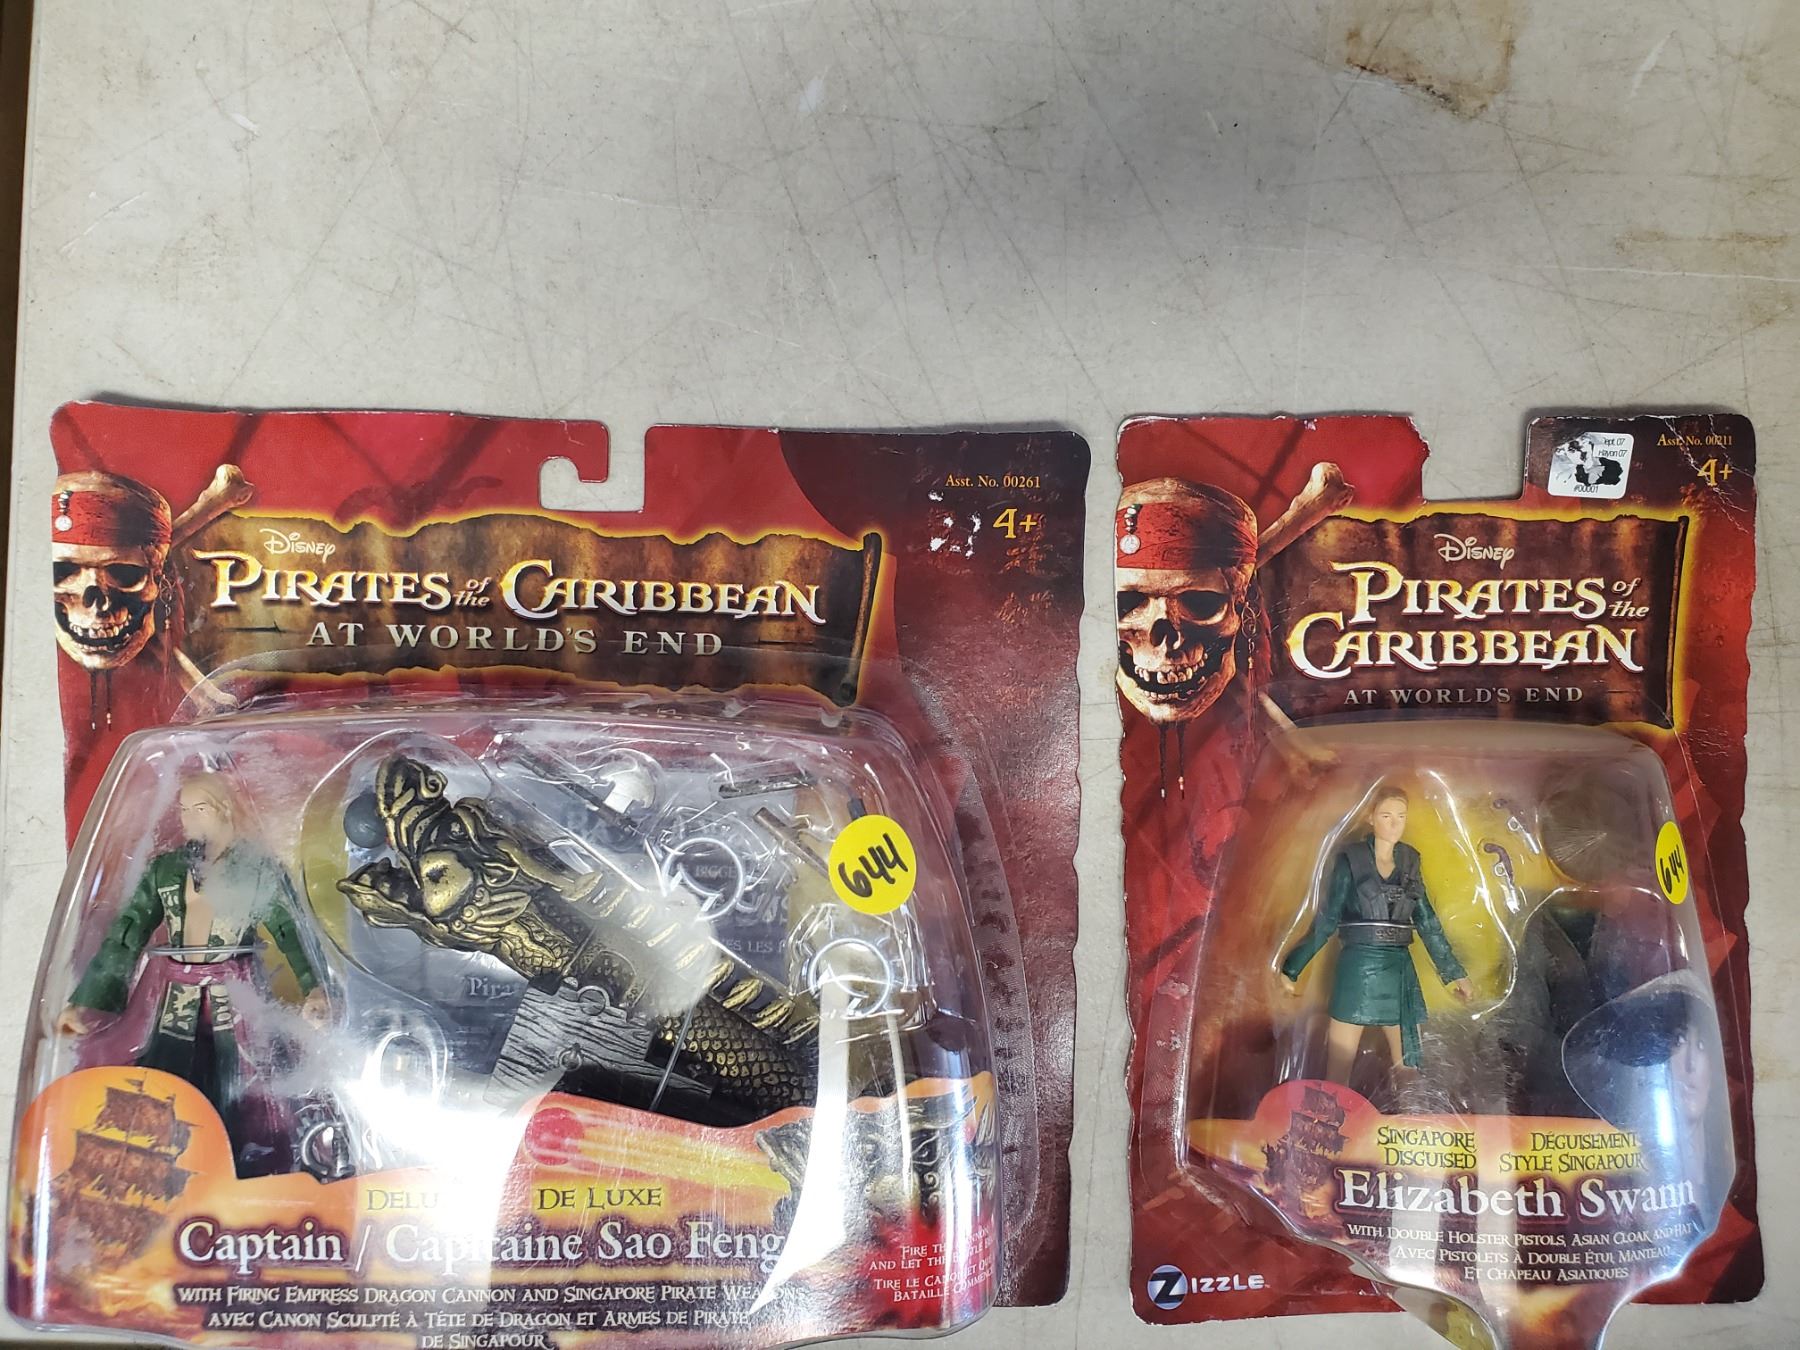 Asst. No. 00261
4+
Disney
PIRATES of the CARIBBEAN
AT WORLD'S END
644
DE LUXE
Captain / Capitaine Sao Feng
WITH FIRING EMPRESS DRAGON CANNON AND SINGAPORE PIRATE WEAPONS
AVEC CANON SCULPTÉ À TÊTE DE DRAGON ET ARMES DE PIRATE
DE SINGAPOUR
Asst. No. 00211
4+
#00001
Disney
PIRATES of the
CARIBBEAN
AT WORLD'S END
644
SINGAPORE
DISGUISED
DÉGUISEMENT
STYLE SINGAPOUR
Elizabeth Swann
WITH DOUBLE HOLSTER PISTOLS, ASIAN CLOAK AND HAT
AVEC PISTOLETS À DOUBLE ÉTUI, MANTEAU
ET CHAPEAU ASIATIQUES
ZIZZLE